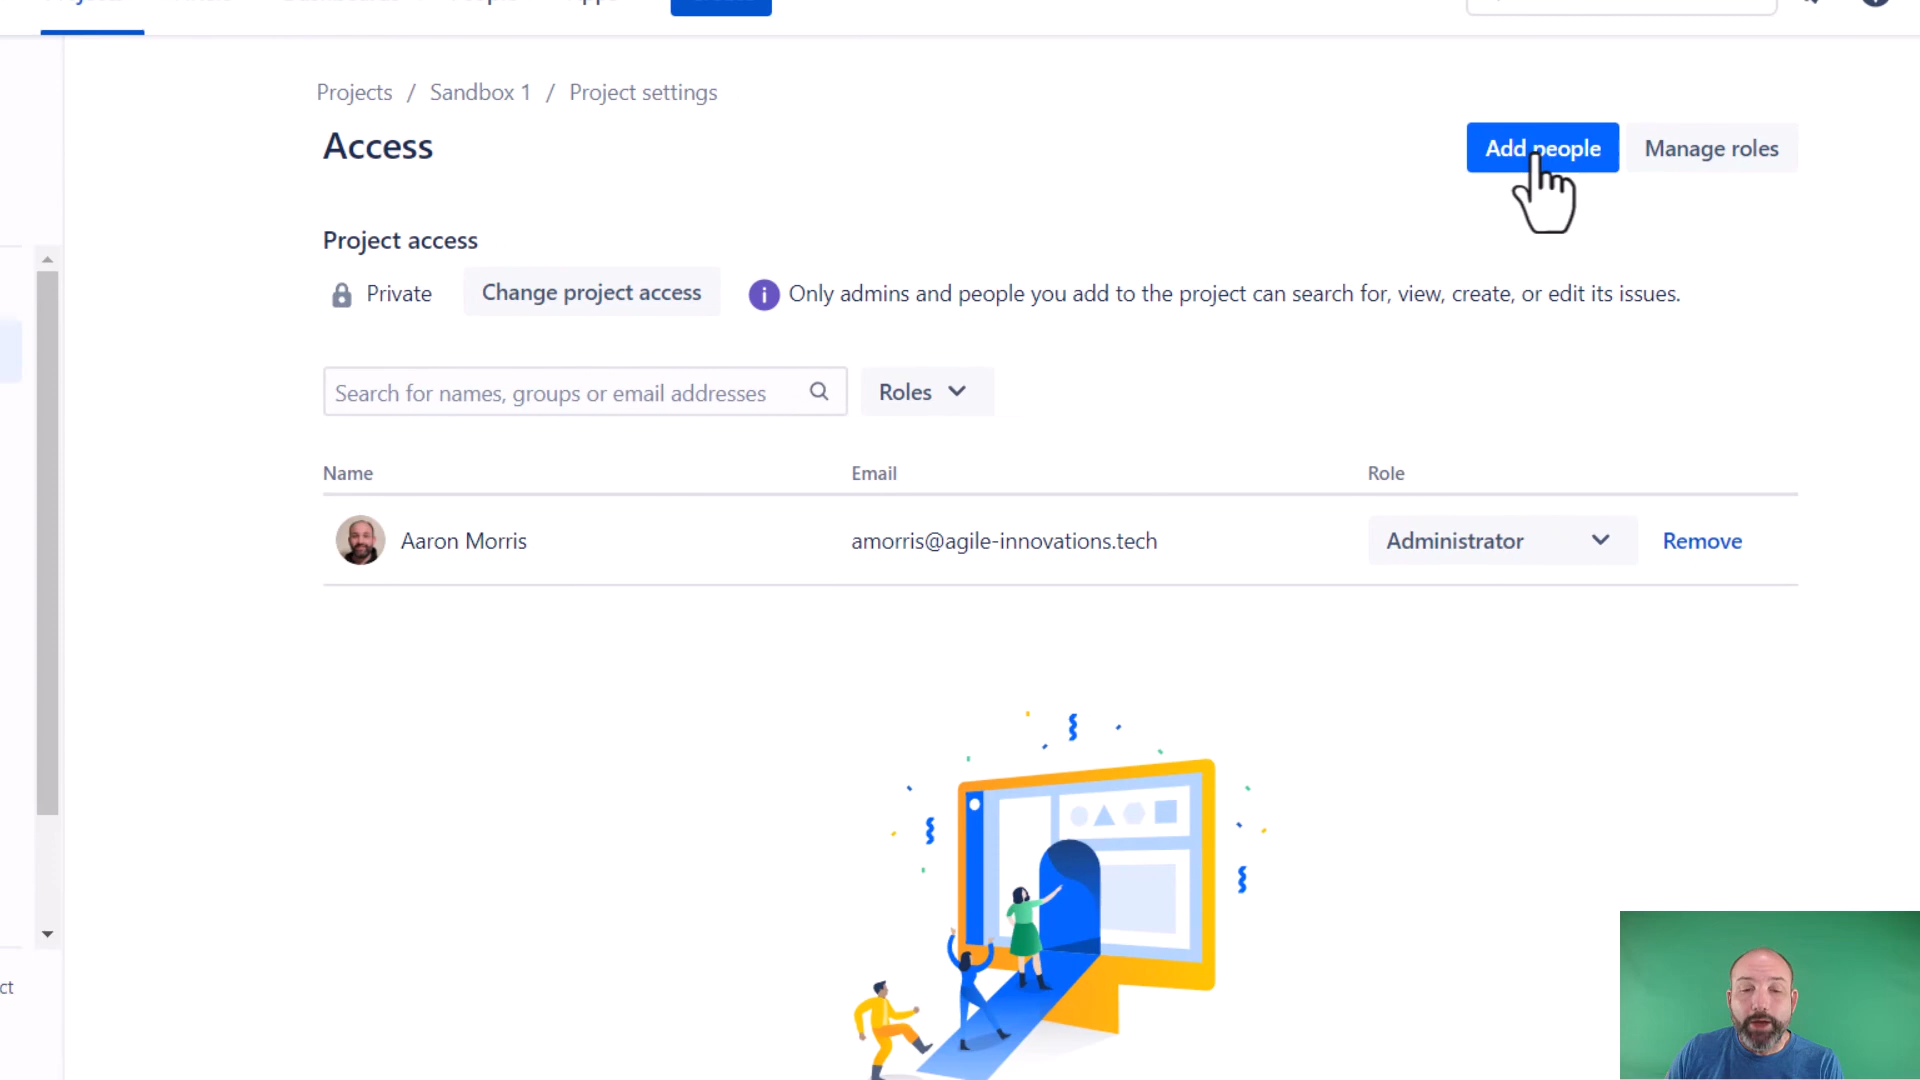 Projects / Sandbox 1 / Project settings
Access
Add people
Manage roles
Project access
Private
Change project access
i Only admins and people you add to the project can search for, view, create, or edit its issues.
Search for names, groups or email addresses
Roles
Name Email Role
Aaron Morris amorris@agile-innovations.tech Administrator Remove
ct